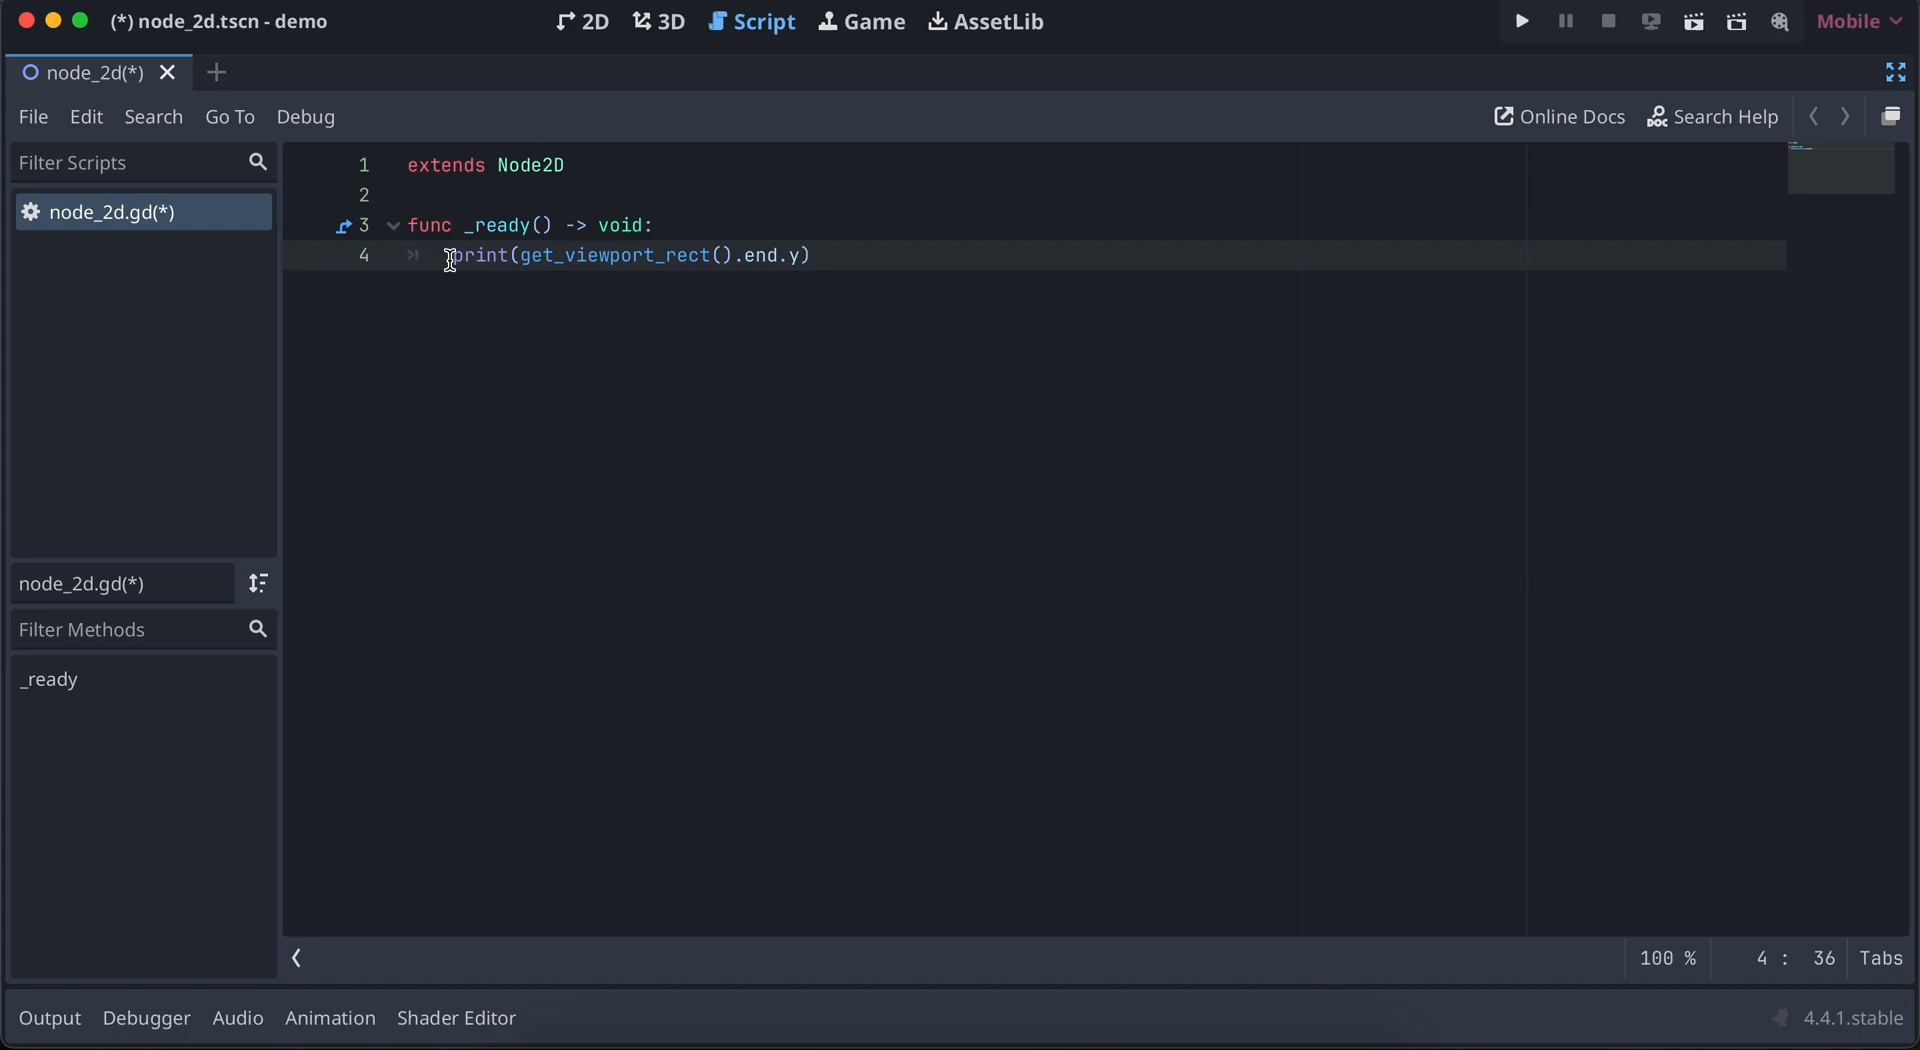 (*) node_2d.tscn - demo
2D 3D Script Game AssetLib
Mobile
node_2d(*)
File Edit Search Go To Debug
Online Docs Search Help
Filter Scripts
node_2d.gd(*)
1 extends Node2D
2
3 func _ready() -> void:
4 print(get_viewport_rect().end.y)
node_2d.gd(*)
Filter Methods
_ready
100 % 4 : 36 Tabs
Output Debugger Audio Animation Shader Editor
4.4.1.stable